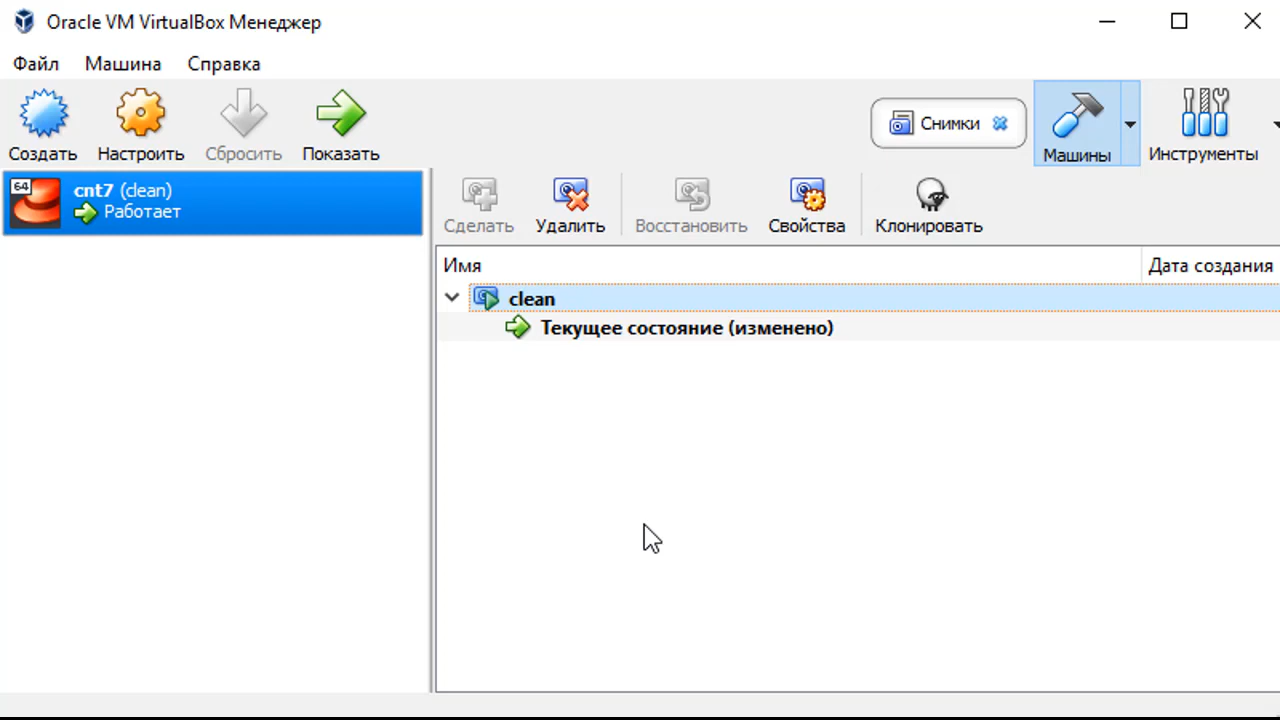 Oracle VM VirtualBox Менеджер
Файл Машина Справка
Создать Настроить Сбросить Показать
Снимки
Машины Инструменты
64
cnt7 (clean)
Работает
Сделать Удалить Восстановить Свойства Клонировать
Имя Дата создания
clean
Текущее состояние (изменено)